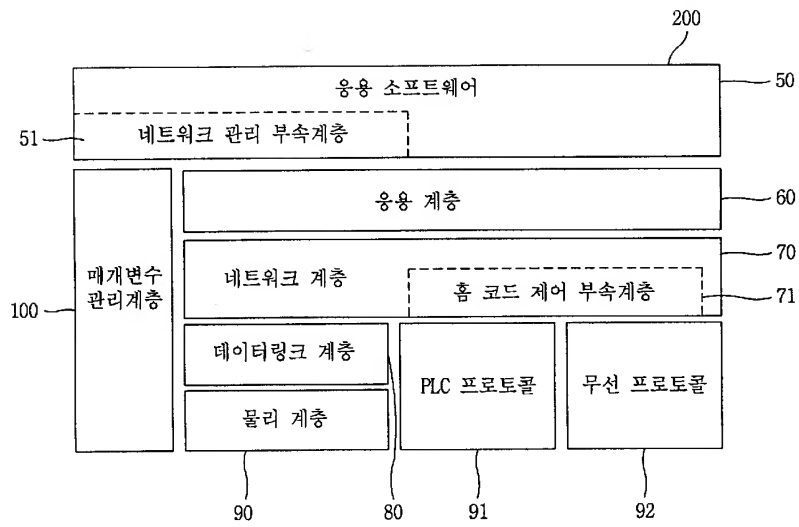 200
응용 소프트웨어
50
51
네트워크 관리 부속계층
응용 계층
60
매개변수
관리계층
100
네트워크 계층
70
홈 코드 제어 부속계층
71
데이터링크 계층
PLC 프로토콜
무선 프로토콜
물리 계층
90
80
91
92